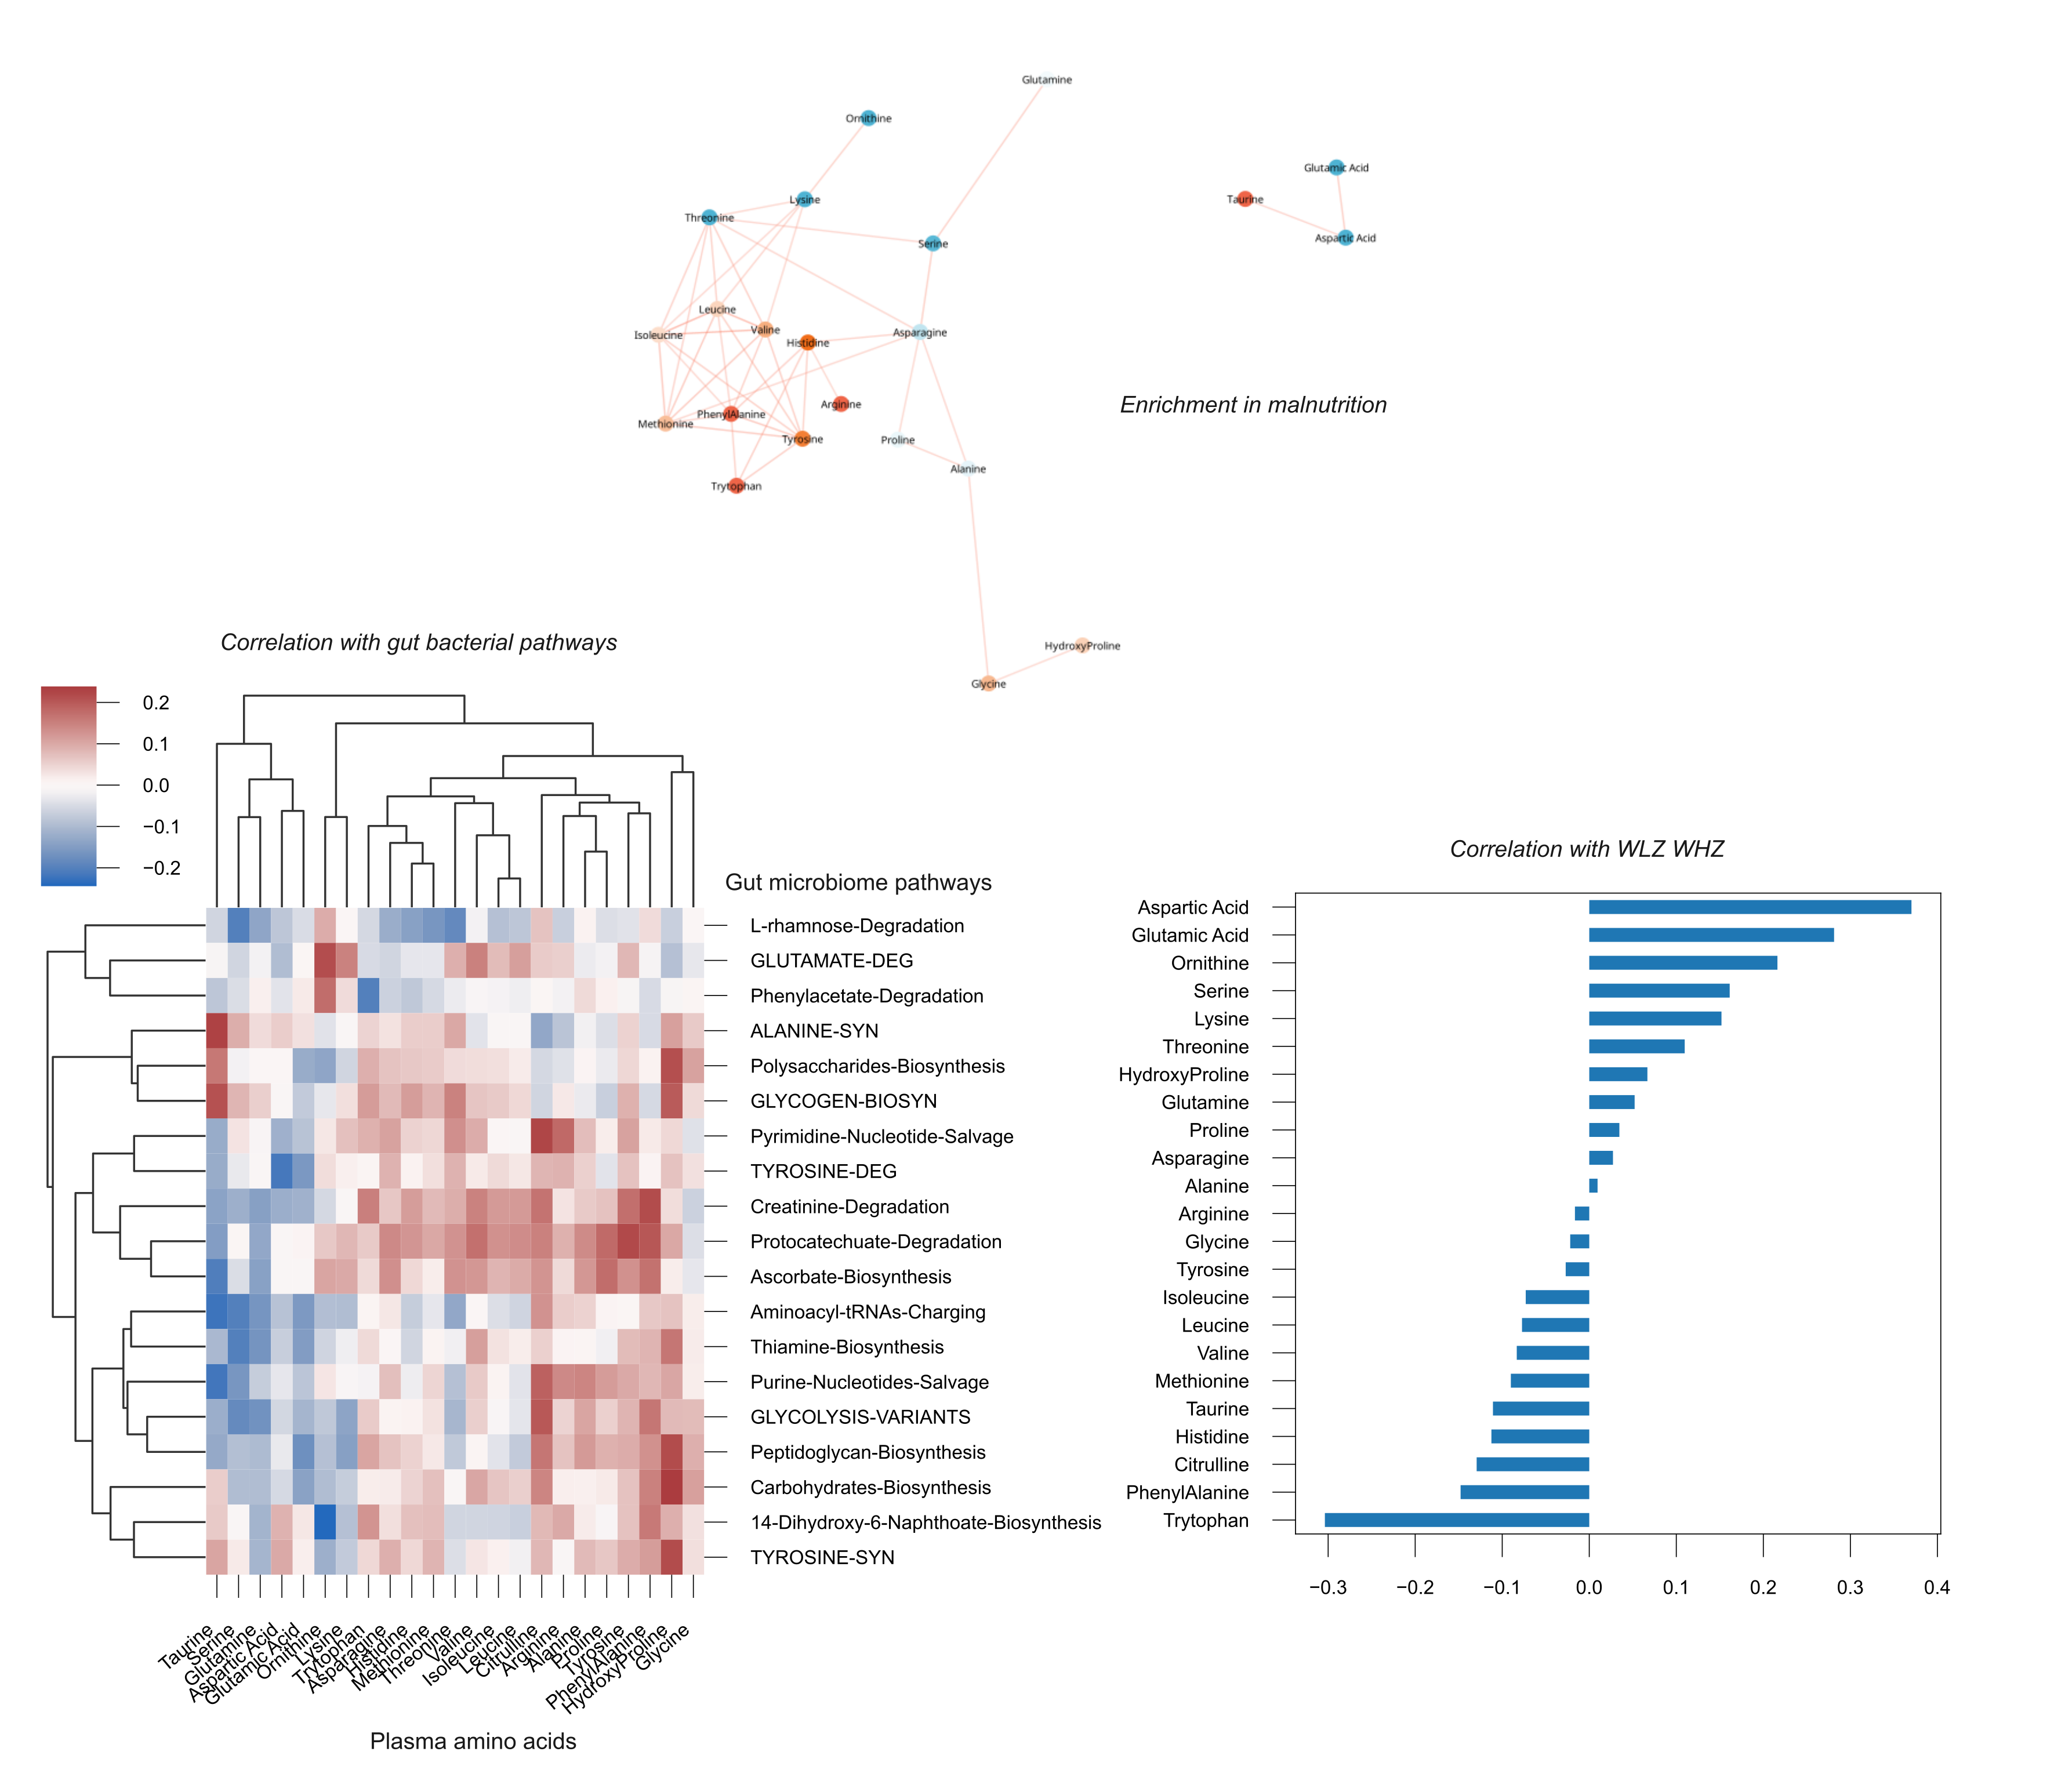 Glutamine
Ornithine
Glutamic Acid
Lysine
Taurine
Threonine
Serine
Aspartic Acid
Leucine
Isoleucine
Valine
Asparagine
Histidine
Arginine
Enrichment in malnutrition
PhenylAlanine
Methionine
Tyrosine
Proline
Alanine
Trytophan
HydroxyProline
Glycine
Correlation with gut bacterial pathways
0.2
0.1
0.0
−0.1
−0.2
Gut microbiome pathways
L-rhamnose-Degradation
GLUTAMATE-DEG
Phenylacetate-Degradation
ALANINE-SYN
Polysaccharides-Biosynthesis
GLYCOGEN-BIOSYN
Pyrimidine-Nucleotide-Salvage
TYROSINE-DEG
Creatinine-Degradation
Protocatechuate-Degradation
Ascorbate-Biosynthesis
Aminoacyl-tRNAs-Charging
Thiamine-Biosynthesis
Purine-Nucleotides-Salvage
GLYCOLYSIS-VARIANTS
Peptidoglycan-Biosynthesis
Carbohydrates-Biosynthesis
14-Dihydroxy-6-Naphthoate-Biosynthesis
TYROSINE-SYN
Taurine
Serine
Glutamine
Aspartic Acid
Glutamic Acid
Ornithine
Lysine
Trytophan
Asparagine
Histidine
Methionine
Threonine
Valine
Isoleucine
Leucine
Citrulline
Arginine
Alanine
Proline
Tyrosine
PhenylAlanine
HydroxyProline
Glycine
Plasma amino acids
Correlation with WLZ WHZ
Aspartic Acid
Glutamic Acid
Ornithine
Serine
Lysine
Threonine
HydroxyProline
Glutamine
Proline
Asparagine
Alanine
Arginine
Glycine
Tyrosine
Isoleucine
Leucine
Valine
Methionine
Taurine
Histidine
Citrulline
PhenylAlanine
Trytophan
−0.3 −0.2 −0.1 0.0 0.1 0.2 0.3 0.4